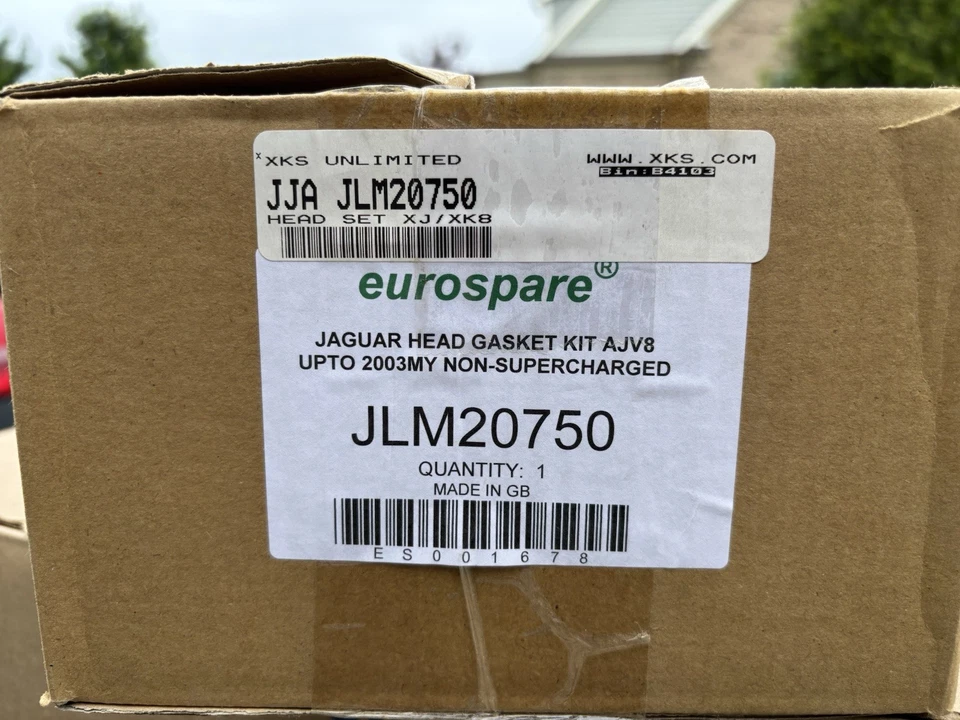 XKS UNLIMITED
WWW.XKS.COM
Bin:B4103
JJA JLM20750
HEAD SET XJ/XK8
eurospare®
JAGUAR HEAD GASKET KIT AJV8
UPTO 2003MY NON-SUPERCHARGED
JLM20750
QUANTITY: 1
MADE IN GB
ES001678